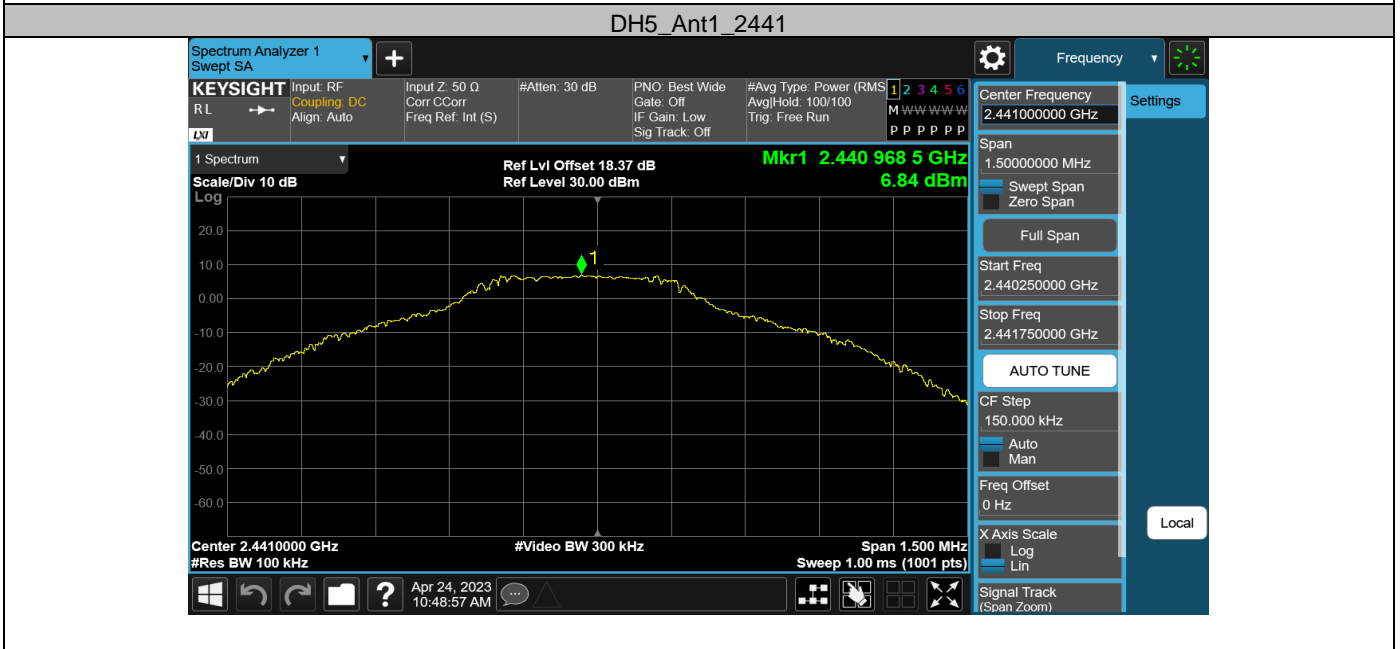 DH5_Ant1_2441
Spectrum Analyzer 1
Swept SA
Frequency
KEYSIGHT
RL
LXI
Input: RF
Coupling: DC
Align: Auto
Input Z: 50 Ω
Corr CCorr
Freq Ref: Int (S)
#Atten: 30 dB
PNO: Best Wide
Gate: Off
IF Gain: Low
Sig Track: Off
#Avg Type: Power (RMS
Avg|Hold: 100/100
Trig: Free Run
1 2 3 4 5 6
M W W W W W
P P P P P P
1 Spectrum
Scale/Div 10 dB
Log
Ref Lvl Offset 18.37 dB
Ref Level 30.00 dBm
Mkr1 2.440 968 5 GHz
6.84 dBm
1
20.0
10.0
0.00
-10.0
-20.0
-30.0
-40.0
-50.0
-60.0
Center 2.4410000 GHz
#Res BW 100 kHz
#Video BW 300 kHz
Span 1.500 MHz
Sweep 1.00 ms (1001 pts)
?
Apr 24, 2023
10:48:57 AM
Center Frequency
2.441000000 GHz
Span
1.50000000 MHz
Swept Span
Zero Span
Full Span
Start Freq
2.440250000 GHz
Stop Freq
2.441750000 GHz
AUTO TUNE
CF Step
150.000 kHz
Auto
Man
Freq Offset
0 Hz
X Axis Scale
Log
Lin
Signal Track
(Span Zoom)
Settings
Local